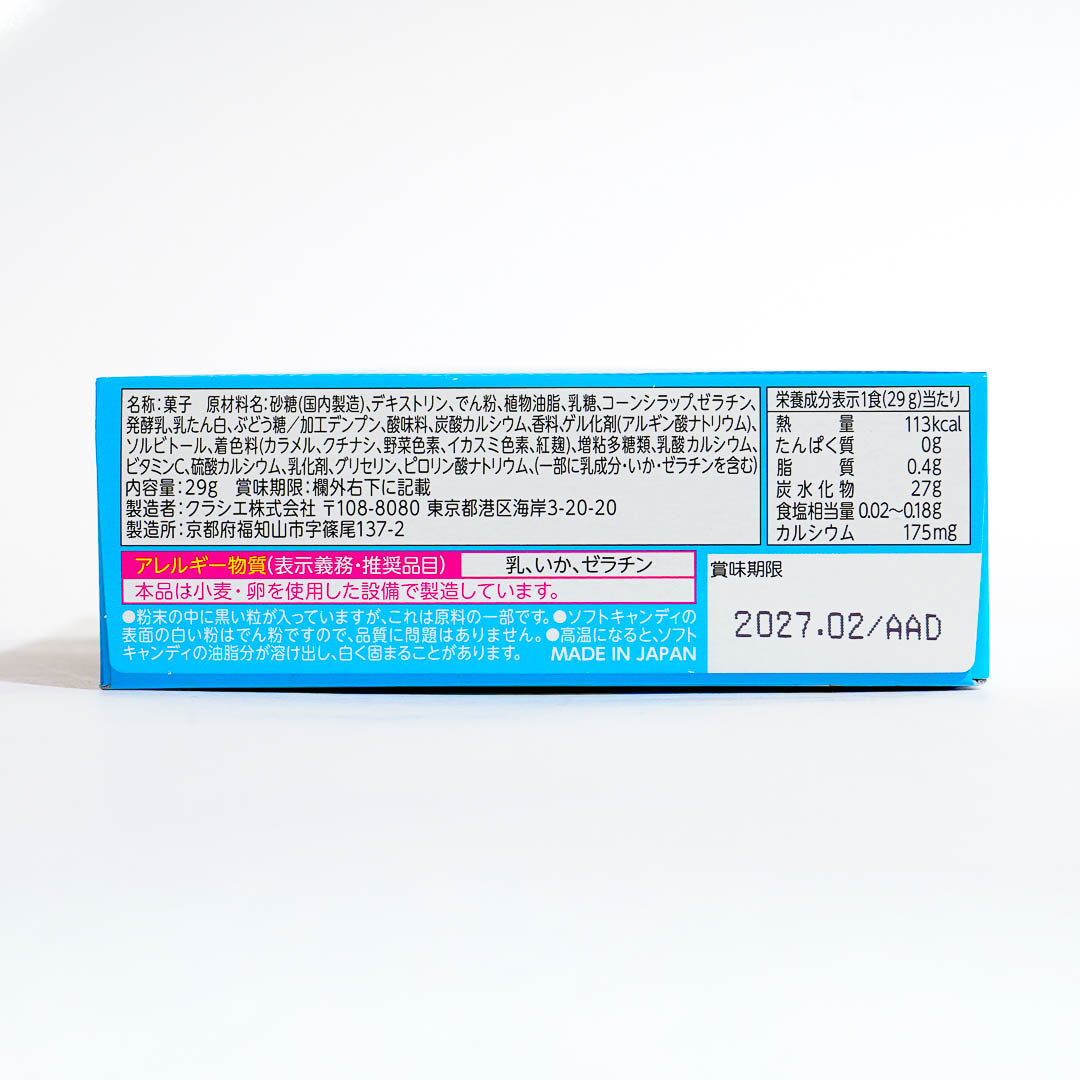 名称:菓子 原材料名:砂糖(国内製造)、デキストリン、でん粉、植物油脂、乳糖、コーンシラップ、ゼラチン、
発酵乳、乳たん白、ぶどう糖/加工デンプン、酸味料、炭酸カルシウム、香料、ゲル化剤(アルギン酸ナトリウム)、
ソルビトール、着色料(カラメル、クチナシ、野菜色素、イカスミ色素、紅麹)、増粘多糖類、乳酸カルシウム、
ビタミンC、硫酸カルシウム、乳化剤、グリセリン、ピロリン酸ナトリウム、(一部に乳成分・いか・ゼラチンを含む)
内容量:29g 賞味期限:欄外右下に記載
製造者:クラシエ株式会社 〒108-8080 東京都港区海岸3-20-20
製造所:京都府福知山市字篠尾137-2
栄養成分表示1食(29g)当たり
熱量 113kcal
たんぱく質 0g
脂質 0.4g
炭水化物 27g
食塩相当量 0.02〜0.18g
カルシウム 175mg
アレルギー物質(表示義務・推奨品目) 乳、いか、ゼラチン
本品は小麦・卵を使用した設備で製造しています。
●粉末の中に黒い粒が入っていますが、これは原料の一部です。●ソフトキャンディの
表面の白い粉はでん粉ですので、品質に問題はありません。●高温になると、ソフト
キャンディの油脂分が溶け出し、白く固まることがあります。 MADE IN JAPAN
賞味期限
2027.02/AAD